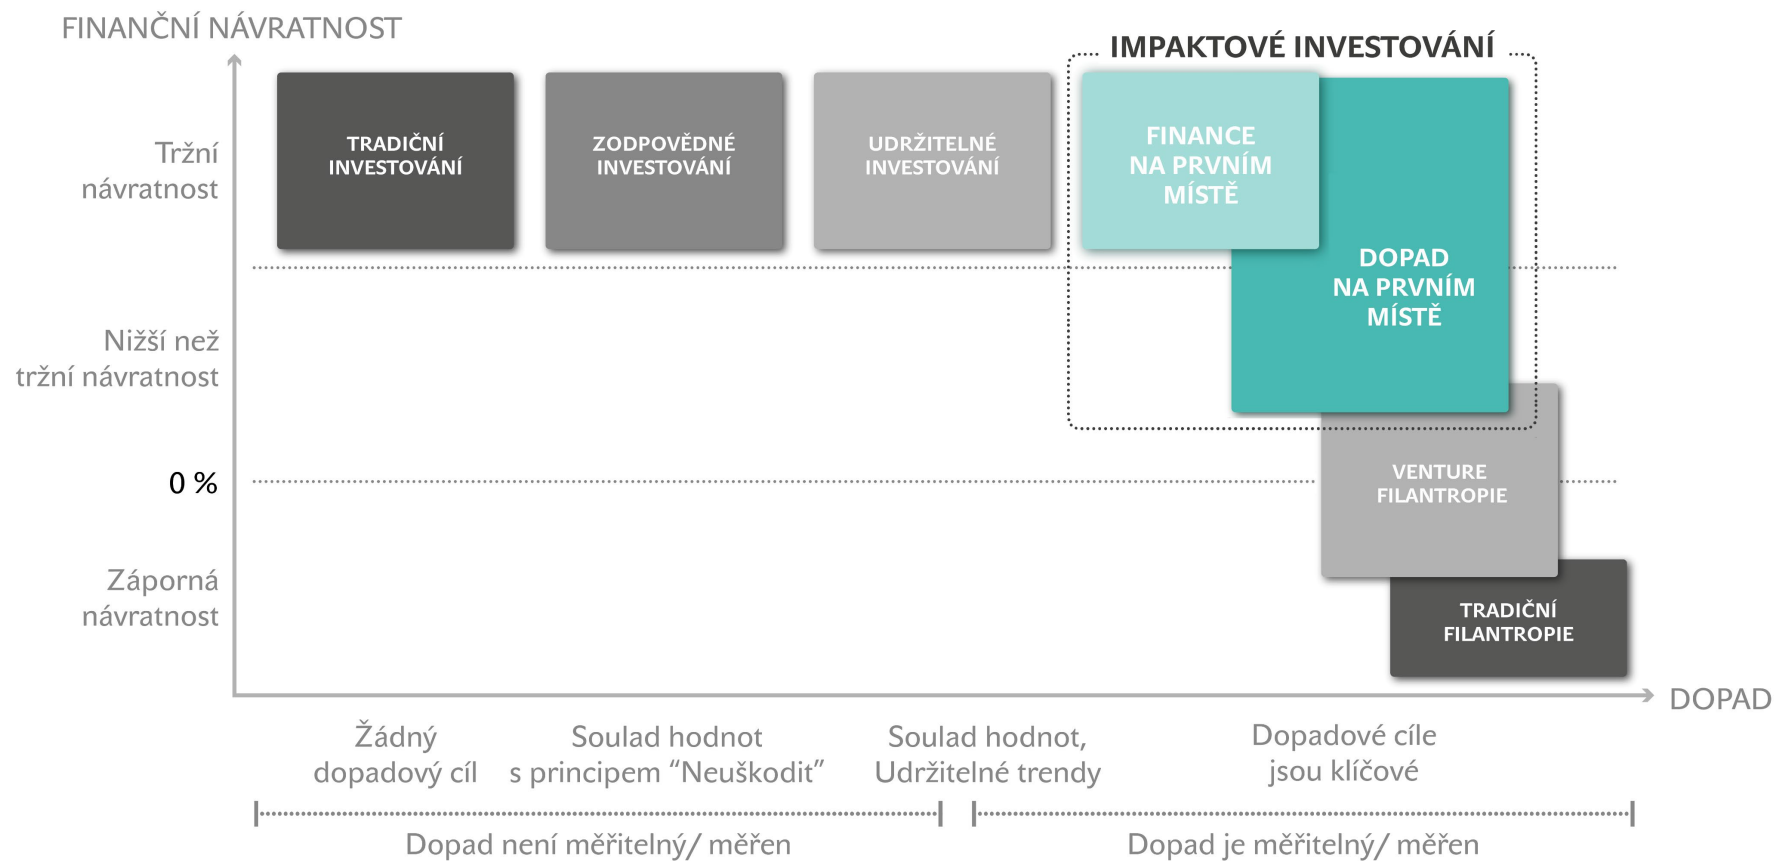 FINANČNÍ NÁVRATNOST
IMPAKTOVÉ INVESTOVÁNÍ
Tržní
návratnost
TRADIČNÍ
INVESTOVÁNÍ
ZODPOVĚDNÉ
INVESTOVÁNÍ
UDRŽITELNÉ
INVESTOVÁNÍ
FINANCE
NA PRVNÍM
MÍSTĚ
DOPAD
NA PRVNÍM
MÍSTĚ
Nižší než
tržní návratnost
0 %
VENTURE
FILANTROPIE
Záporná
návratnost
TRADIČNÍ
FILANTROPIE
DOPAD
Žádný
dopadový cíl
Soulad hodnot
s principem “Neuškodit”
Soulad hodnot,
Udržitelné trendy
Dopadové cíle
jsou klíčové
Dopad není měřitelný/ měřen
Dopad je měřitelný/ měřen